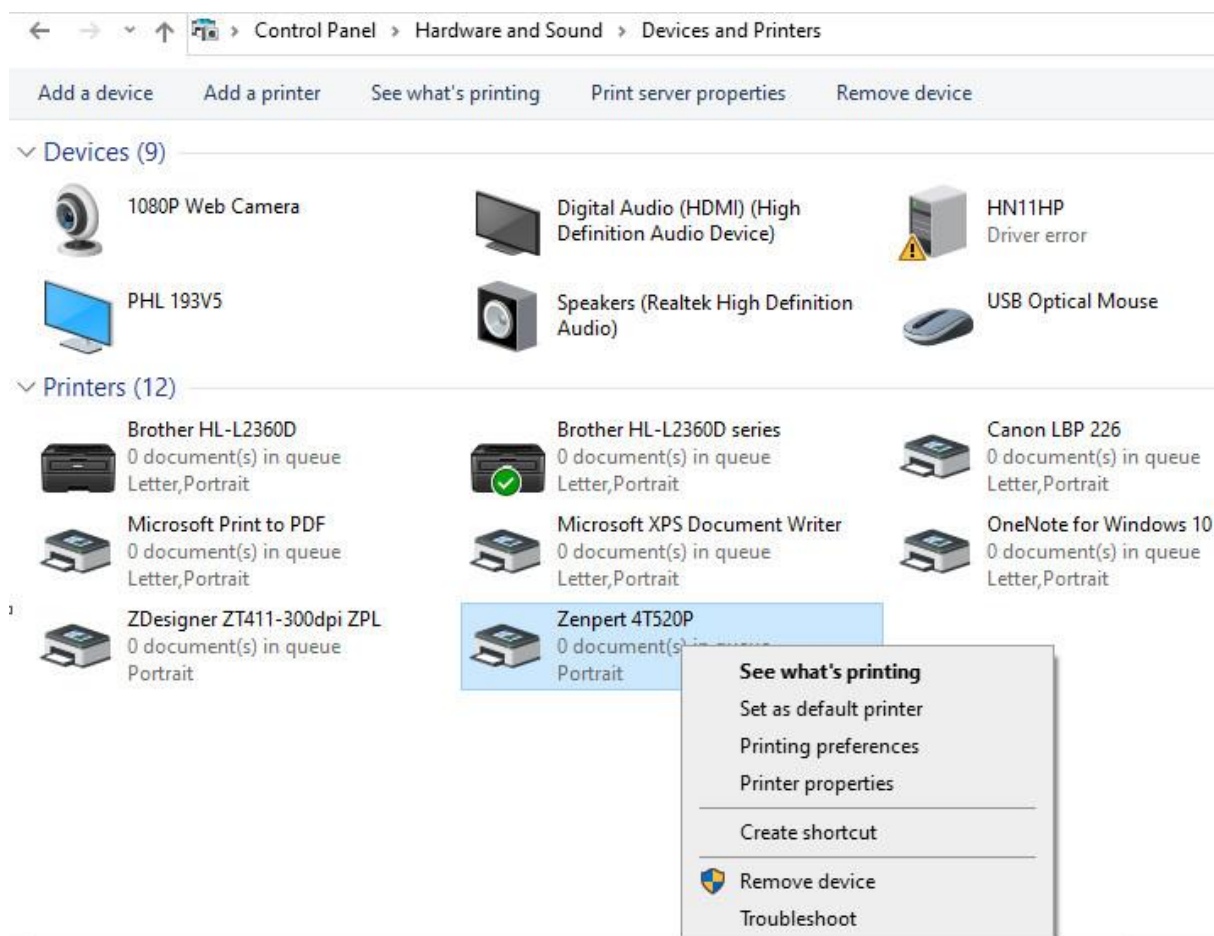 Control Panel > Hardware and Sound > Devices and Printers
Add a device Add a printer See what's printing Print server properties Remove device
Devices (9)
1080P Web Camera
Digital Audio (HDMI) (High
Definition Audio Device)
HN11HP
Driver error
PHL 193V5
Speakers (Realtek High Definition
Audio)
USB Optical Mouse
Printers (12)
Brother HL-L2360D
0 document(s) in queue
Letter,Portrait
Brother HL-L2360D series
0 document(s) in queue
Letter,Portrait
Canon LBP 226
0 document(s) in queue
Letter,Portrait
Microsoft Print to PDF
0 document(s) in queue
Letter,Portrait
Microsoft XPS Document Writer
0 document(s) in queue
Letter,Portrait
OneNote for Windows 10
0 document(s) in queue
Letter,Portrait
ZDesigner ZT411-300dpi ZPL
0 document(s) in queue
Portrait
Zenpert 4T520P
0 document(s)
Portrait
See what's printing
Set as default printer
Printing preferences
Printer properties
Create shortcut
Remove device
Troubleshoot